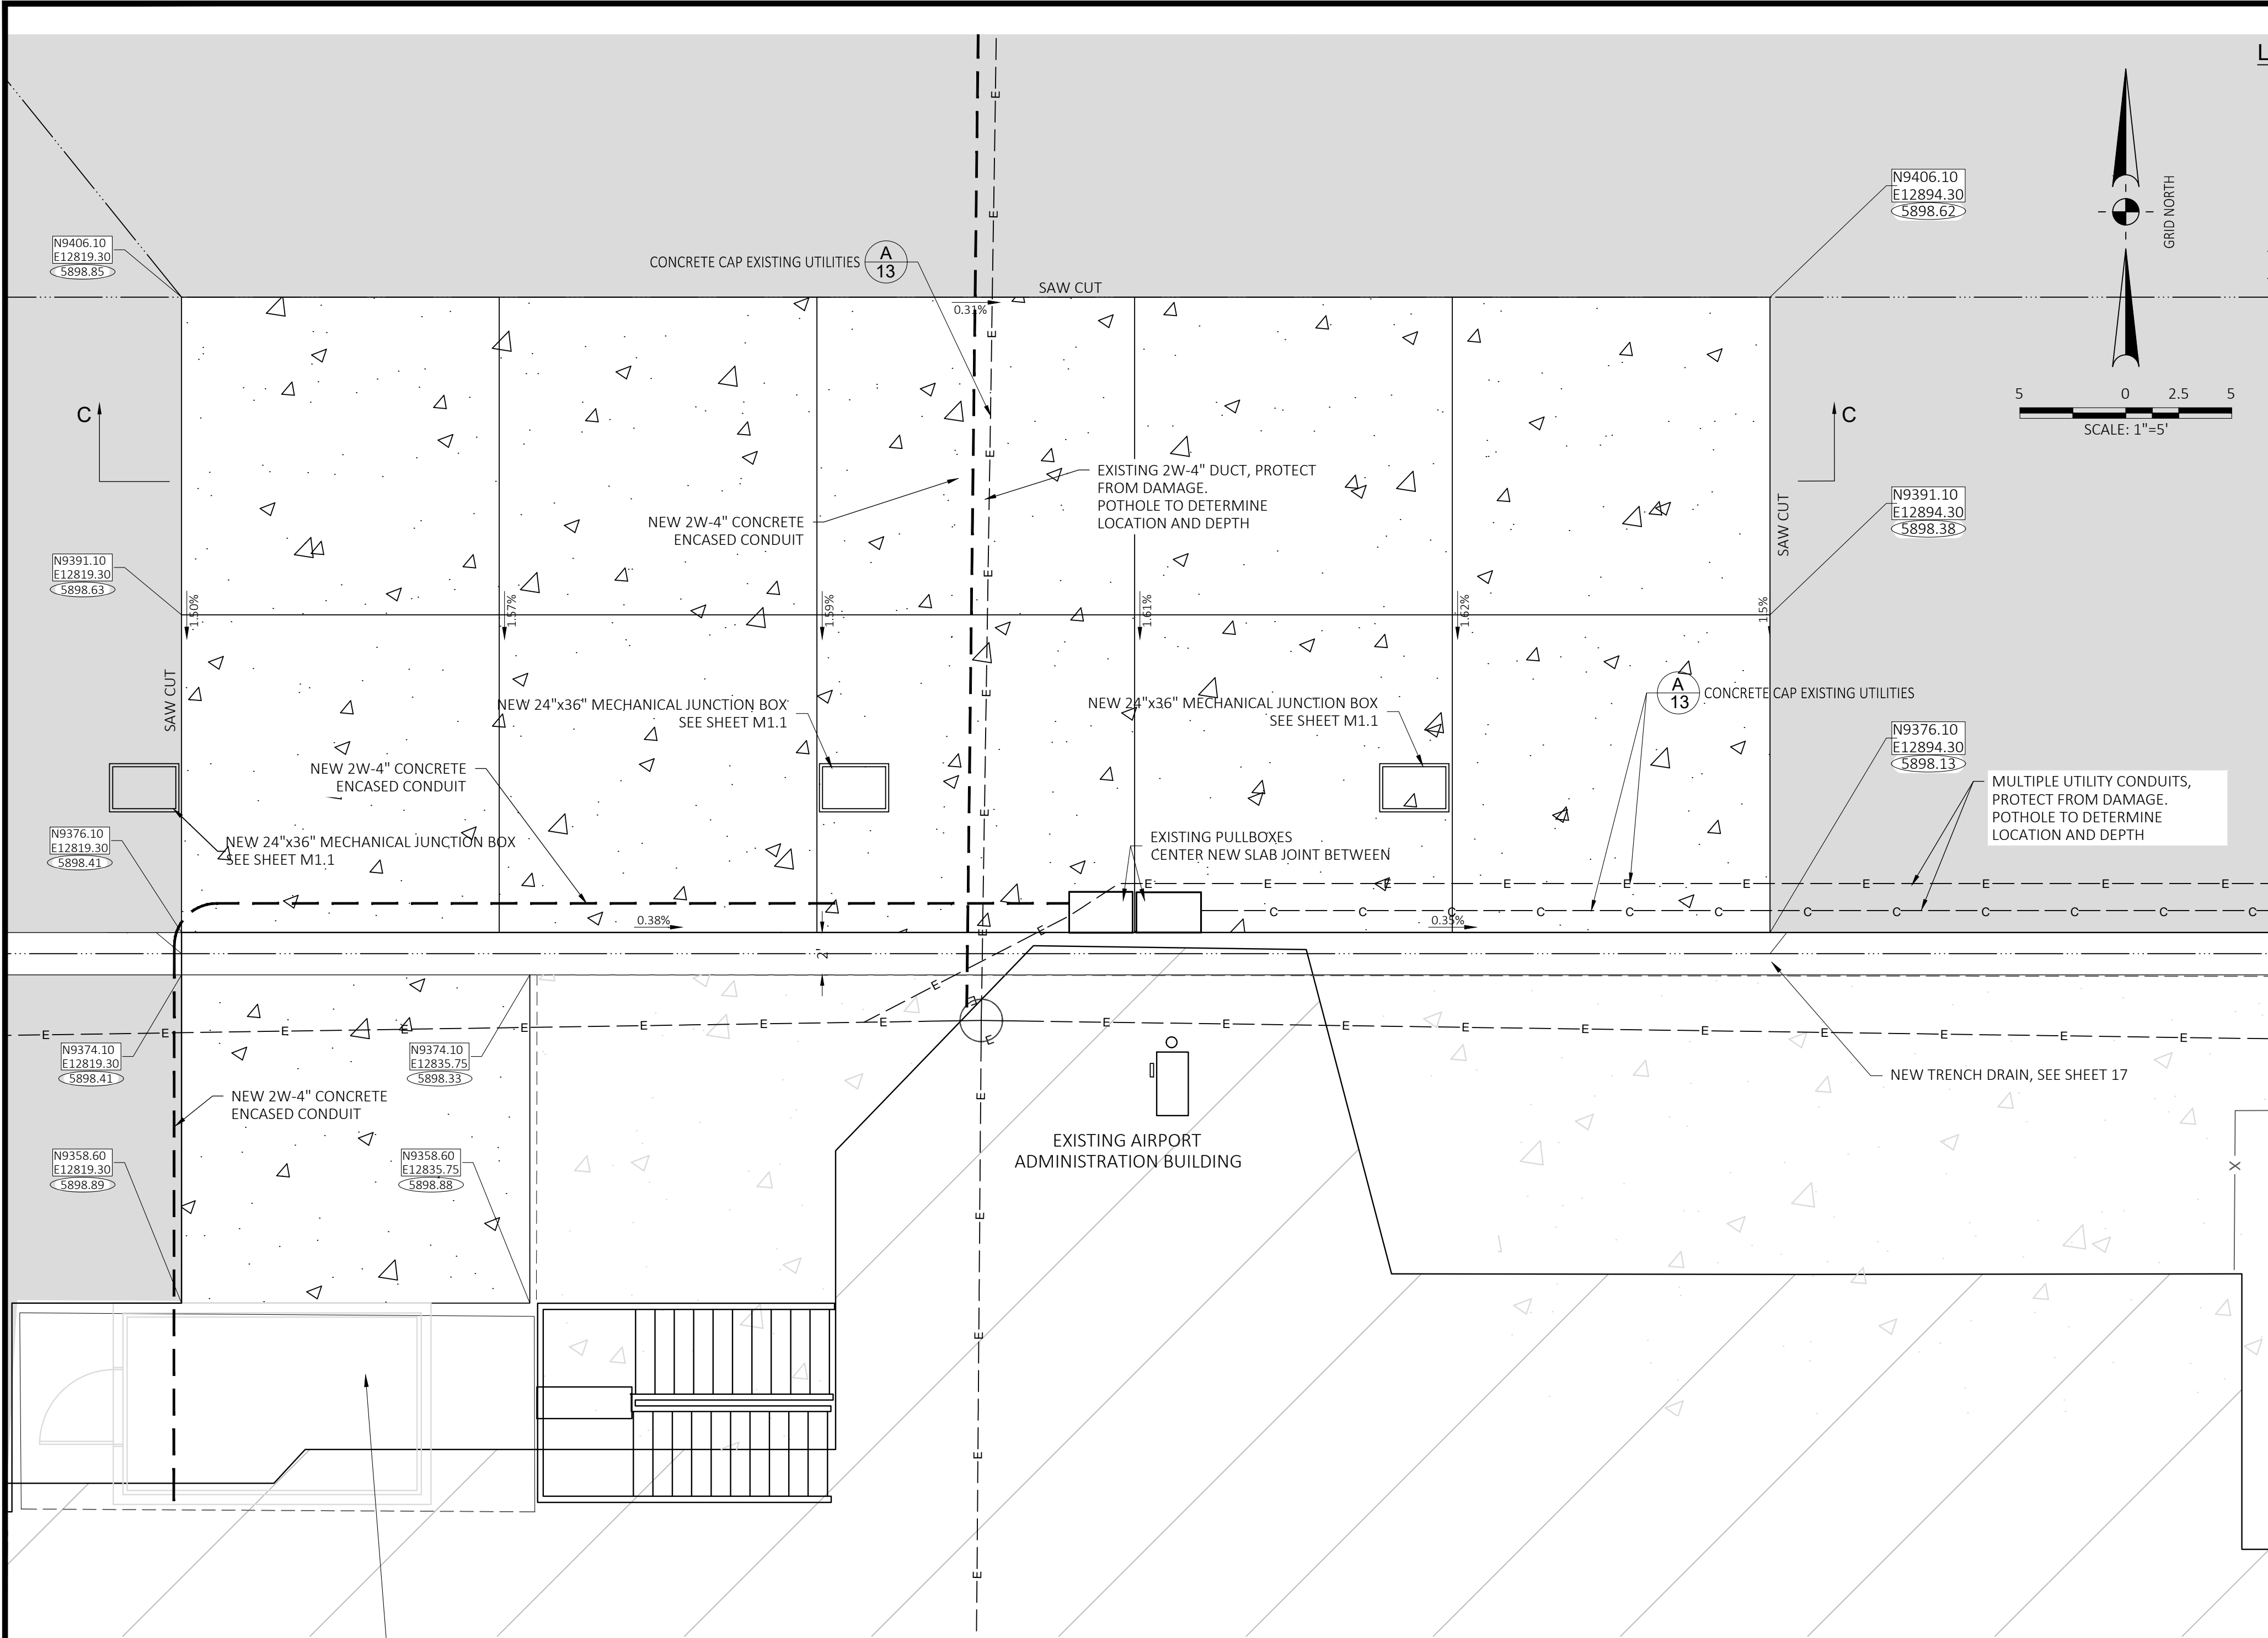 L
N9406.10
E12894.30
5898.62
GRID NORTH
N9406.10
E12819.30
5898.85
CONCRETE CAP EXISTING UTILITIES
A
13
SAW CUT
0.31%
5 0 2.5 5
SCALE: 1"=5'
C
C
EXISTING 2W-4" DUCT, PROTECT
FROM DAMAGE.
POTHOLE TO DETERMINE
LOCATION AND DEPTH
NEW 2W-4" CONCRETE
ENCASED CONDUIT
N9391.10
E12894.30
5898.38
SAW CUT
N9391.10
E12819.30
5898.63
1.50%
1.57%
1.59%
1.61%
1.62%
1.15%
SAW CUT
NEW 24"x36" MECHANICAL JUNCTION BOX
SEE SHEET M1.1
NEW 24"x36" MECHANICAL JUNCTION BOX
SEE SHEET M1.1
A
13
CONCRETE CAP EXISTING UTILITIES
N9376.10
E12894.30
5898.13
NEW 2W-4" CONCRETE
ENCASED CONDUIT
MULTIPLE UTILITY CONDUITS,
PROTECT FROM DAMAGE.
POTHOLE TO DETERMINE
LOCATION AND DEPTH
N9376.10
E12819.30
5898.41
NEW 24"x36" MECHANICAL JUNCTION BOX
SEE SHEET M1.1
EXISTING PULLBOXES
CENTER NEW SLAB JOINT BETWEEN
0.38%
0.35%
2'
N9374.10
E12819.30
5898.41
N9374.10
E12835.75
5898.33
NEW TRENCH DRAIN, SEE SHEET 17
NEW 2W-4" CONCRETE
ENCASED CONDUIT
EXISTING AIRPORT
ADMINISTRATION BUILDING
N9358.60
E12819.30
5898.89
N9358.60
E12835.75
5898.88
X